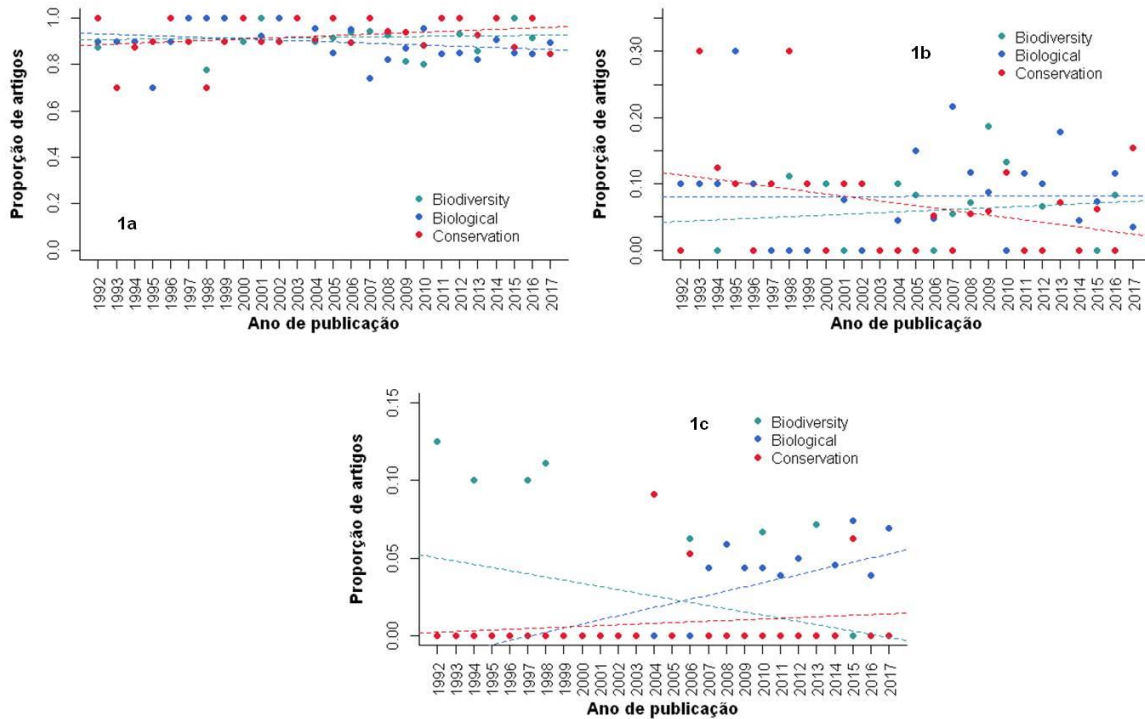 Proporção de artigos
1.0
0.8
0.6
0.4
0.2
0.0
1a
Biodiversity
Biological
Conservation
1992 1993 1994 1995 1996 1997 1998 1999 2000 2001 2002 2003 2004 2005 2006 2007 2008 2009 2010 2011 2012 2013 2014 2015 2016 2017
Ano de publicação
Proporção de artigos
0.30
0.20
0.10
0.00
1b
Biodiversity
Biological
Conservation
1992 1993 1994 1995 1996 1997 1998 1999 2000 2001 2002 2003 2004 2005 2006 2007 2008 2009 2010 2011 2012 2013 2014 2015 2016 2017
Ano de publicação
Proporção de artigos
0.15
0.10
0.05
0.00
1c
Biodiversity
Biological
Conservation
1992 1993 1994 1995 1996 1997 1998 1999 2000 2001 2002 2003 2004 2005 2006 2007 2008 2009 2010 2011 2012 2013 2014 2015 2016 2017
Ano de publicação